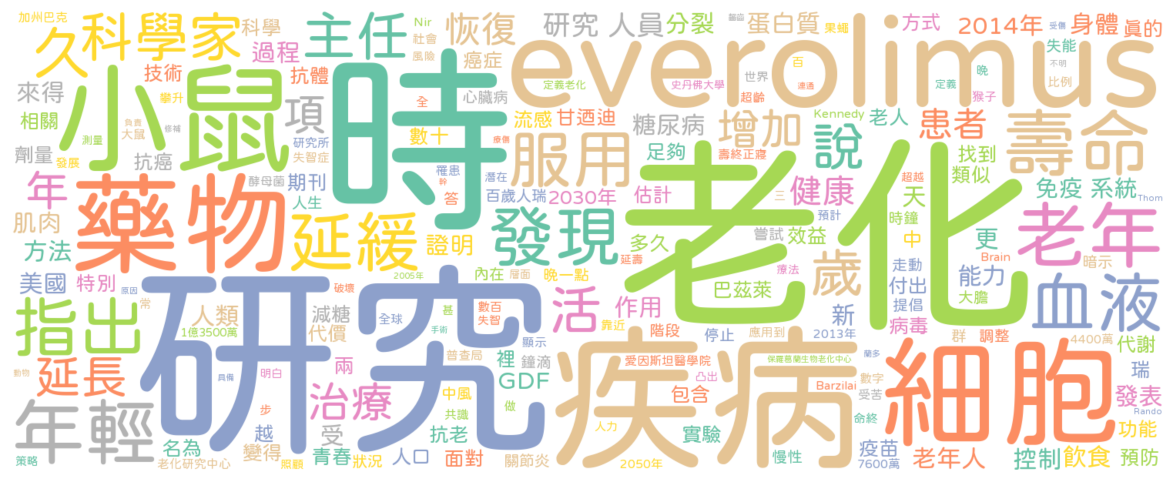 加州巴克
久
科學家
科學
過程
主任
Nir
社會
風險
恢復
癌症
研究
人員
分裂
蛋白質
果蠅
方式
2014年
身體
受傷
真的
失能
不明
比例
小鼠
技術
攀升
抗體
時
全
心臟病
everolimus
定義老化
史丹佛大學
世界
超齡
百
定義
晚
猴子
來得
相關
負責
大鼠
測量
修補
項
數十
流感
甘迺迪
糖尿病
增加
Kennedy
老人
患者
壽命
劑量
發展
抗癌
研究所
失智症
療傷
服用
足夠
壽終正寢
說
找到
類似
年
藥物
酵母菌
期刊
人生
罹患
幹
答
潛在
百歲人瑞
2030年
估計
老化
健康
三
預計
超越
天
時鐘
免疫
系統
Thom
肌肉
方法
延緩
證明
發現
延壽
多久
嘗試
效益
中
更
老年
Brain
暗示
美國
特別
原因
2005年
破壞
內在
層面
晚一點
巴茲萊
療法
歲
走動
付出
提倡
能力
大膽
血液
指出
常
人類
1億3500萬
代價
減糖
研究
全球
甚
手術
數百
失智
顯示
活
作用
靠近
階段
停止
應用到
2013年
新
病毒
群
調整
4400萬
代謝
延長
動物
具備
明白
兩
普查局
裡
GDF
鐘滴
疾病
愛因斯坦醫學院
凸出
包含
保羅葛蘭生物老化中心
Barzilai
蘭多
數字
受苦
細胞
瑞
發表
Rando
年輕
步
治療
受
中風
共識
做
抗老
人力
實驗
命終
疫苗
功能
策略
名為
老化研究中心
越
變得
照顧
青春
狀況
人口
面對
關節炎
2050年
慢性
7600萬
老年人
控制
飲食
預防